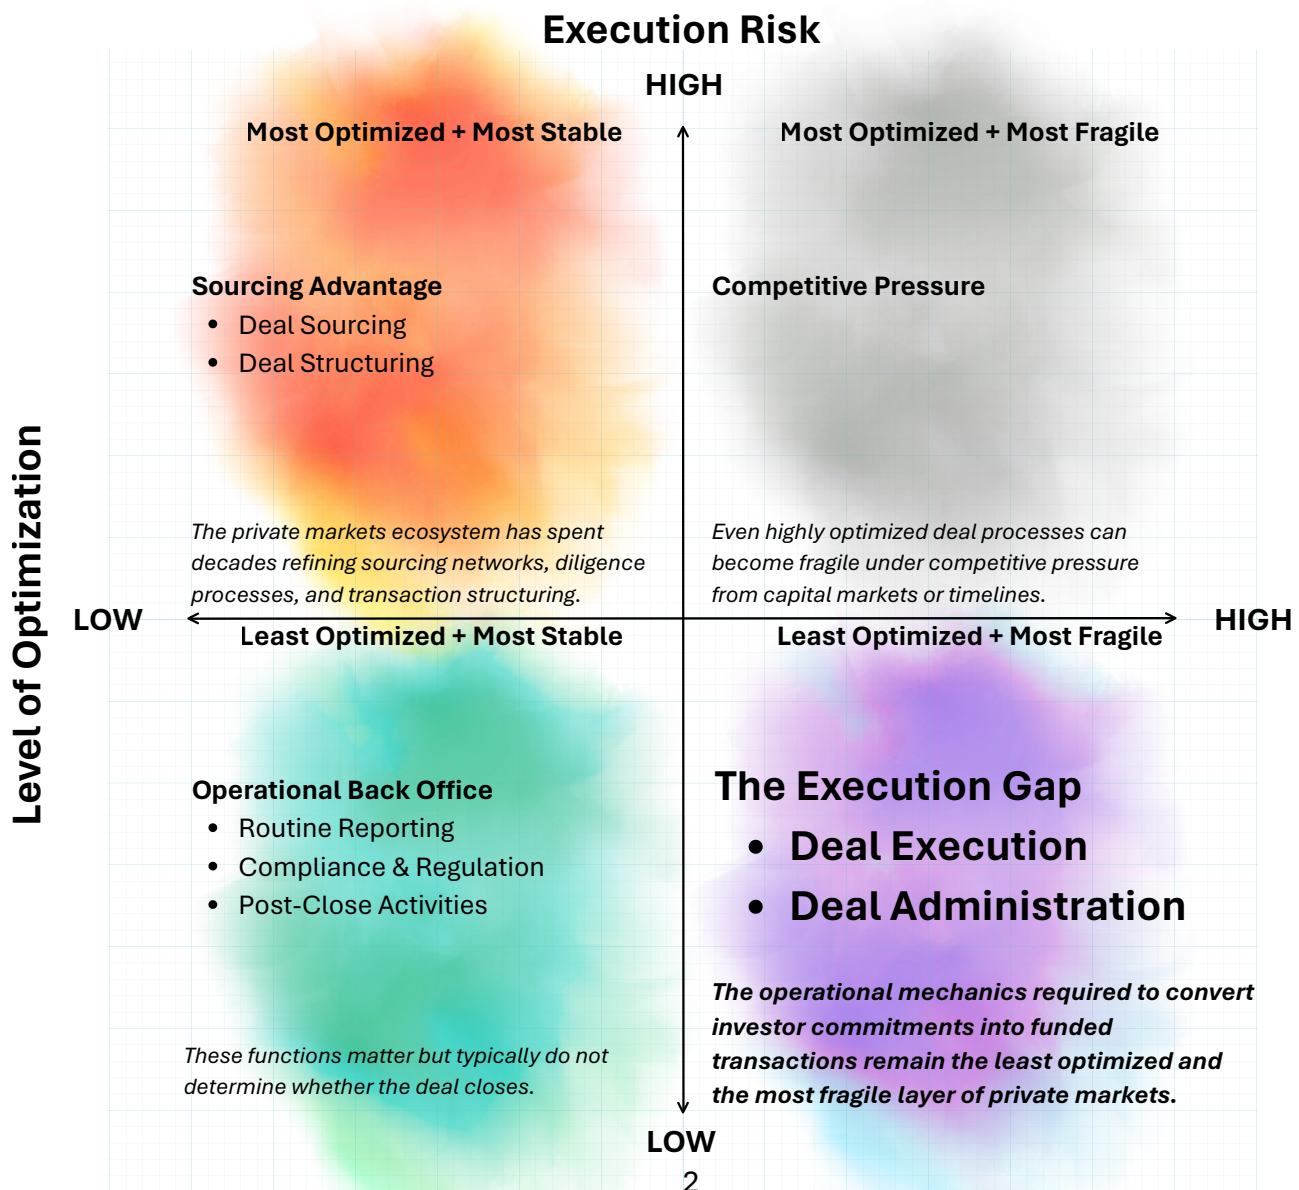 Execution Risk
HIGH
Most Optimized + Most Stable
Most Optimized + Most Fragile
Sourcing Advantage
• Deal Sourcing
• Deal Structuring
Competitive Pressure
The private markets ecosystem has spent
decades refining sourcing networks, diligence
processes, and transaction structuring.
Even highly optimized deal processes can
become fragile under competitive pressure
from capital markets or timelines.
Level of Optimization
LOW
HIGH
Least Optimized + Most Stable
Least Optimized + Most Fragile
Operational Back Office
• Routine Reporting
• Compliance & Regulation
• Post-Close Activities
These functions matter but typically do not
determine whether the deal closes.
The Execution Gap
• Deal Execution
• Deal Administration
The operational mechanics required to convert
investor commitments into funded
transactions remain the least optimized and
the most fragile layer of private markets.
LOW
2